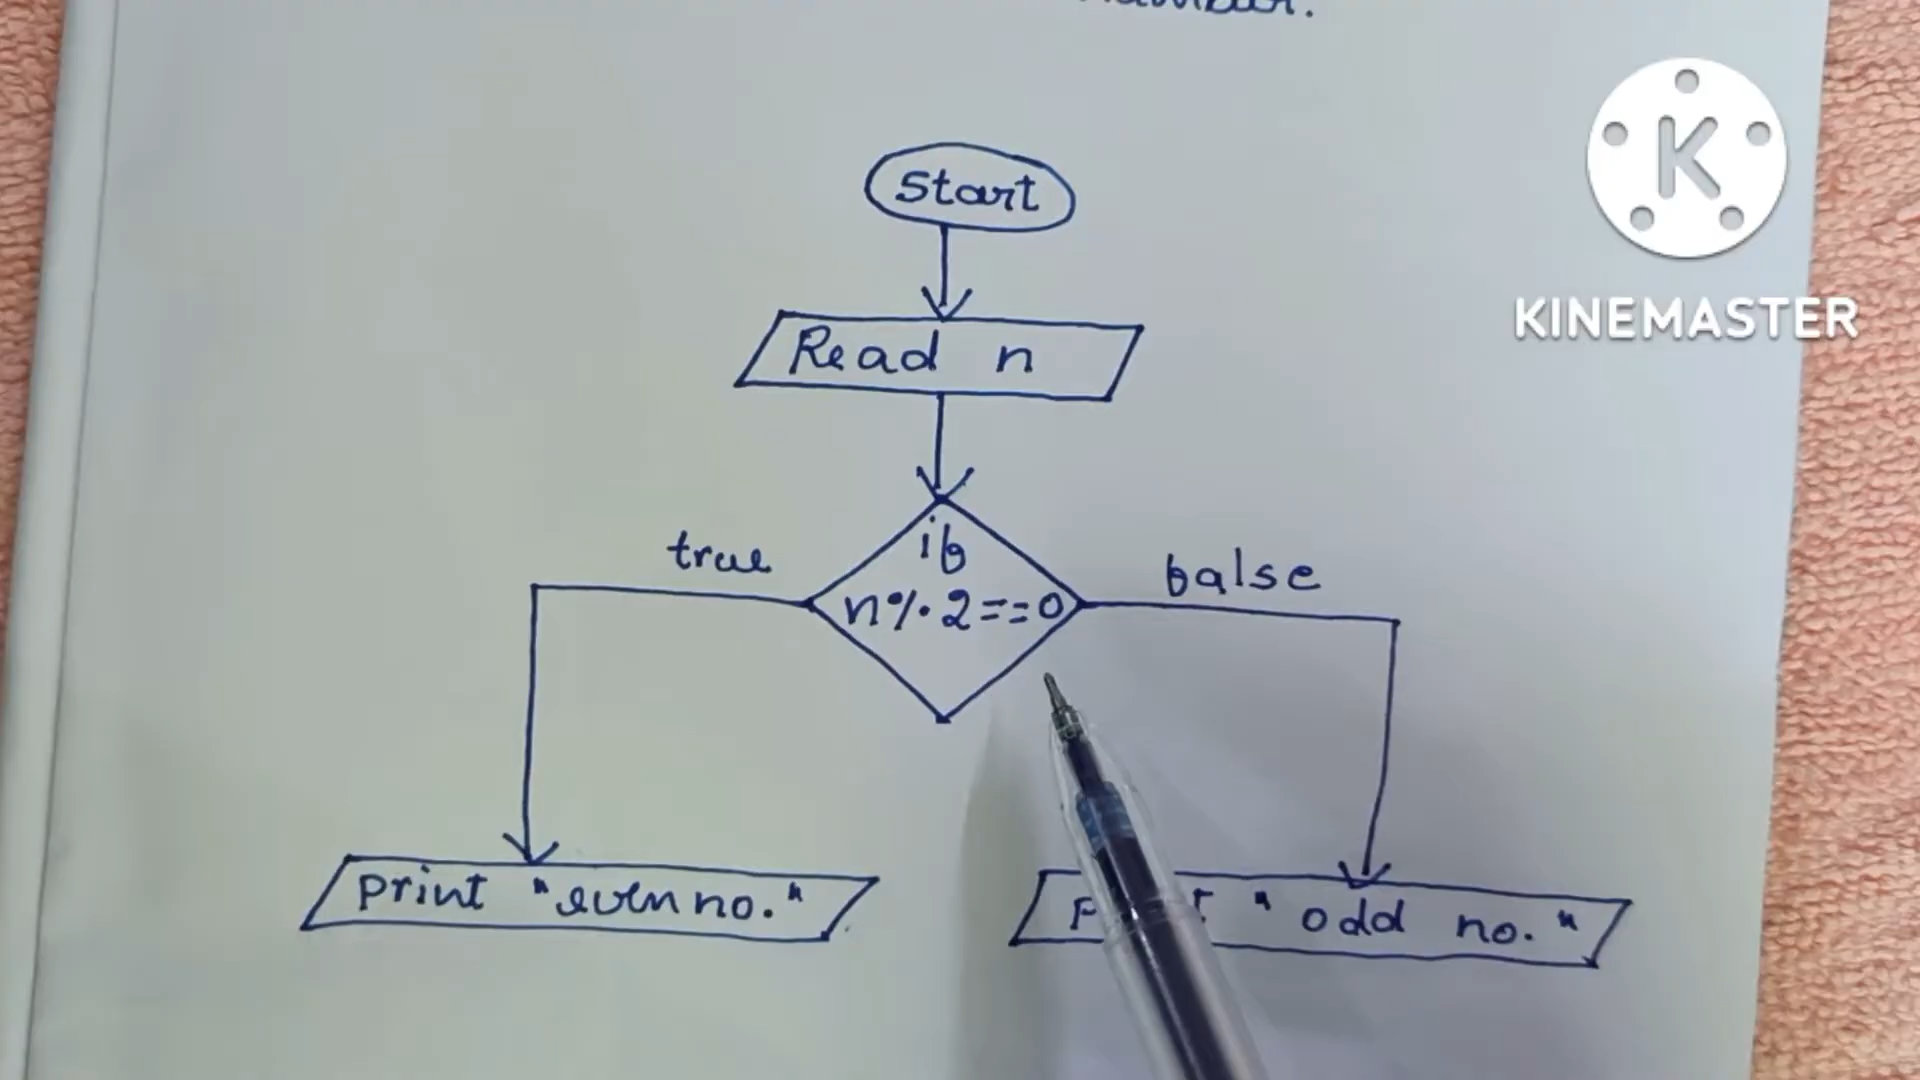 Start
KINEMASTER
Read n
if
true
n%2==0
false
print "even no."
" odd no."